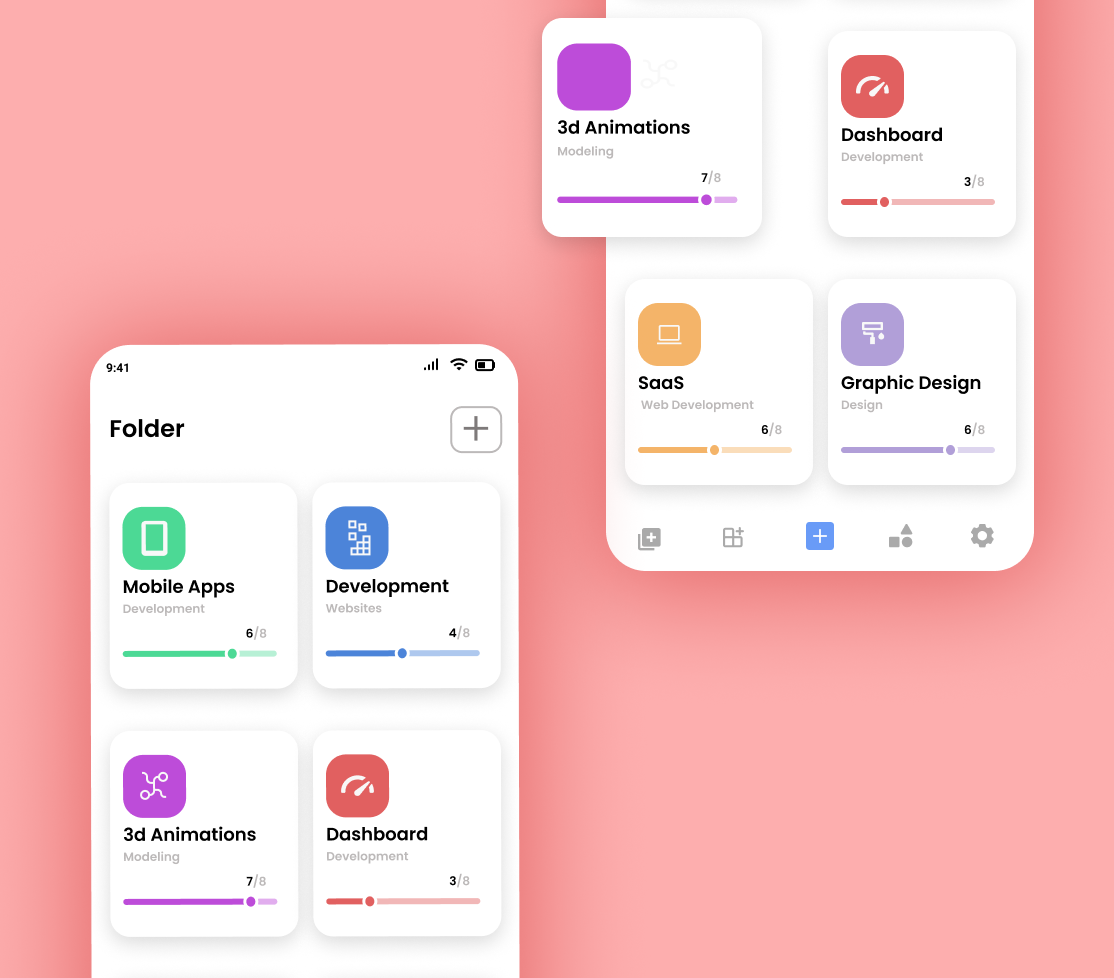 9:41
Folder
Mobile Apps
Development
6/8
Development
Websites
4/8
3d Animations
Modeling
7/8
Dashboard
Development
3/8
3d Animations
Modeling
7/8
Dashboard
Development
3/8
SaaS
Web Development
6/8
Graphic Design
Design
6/8